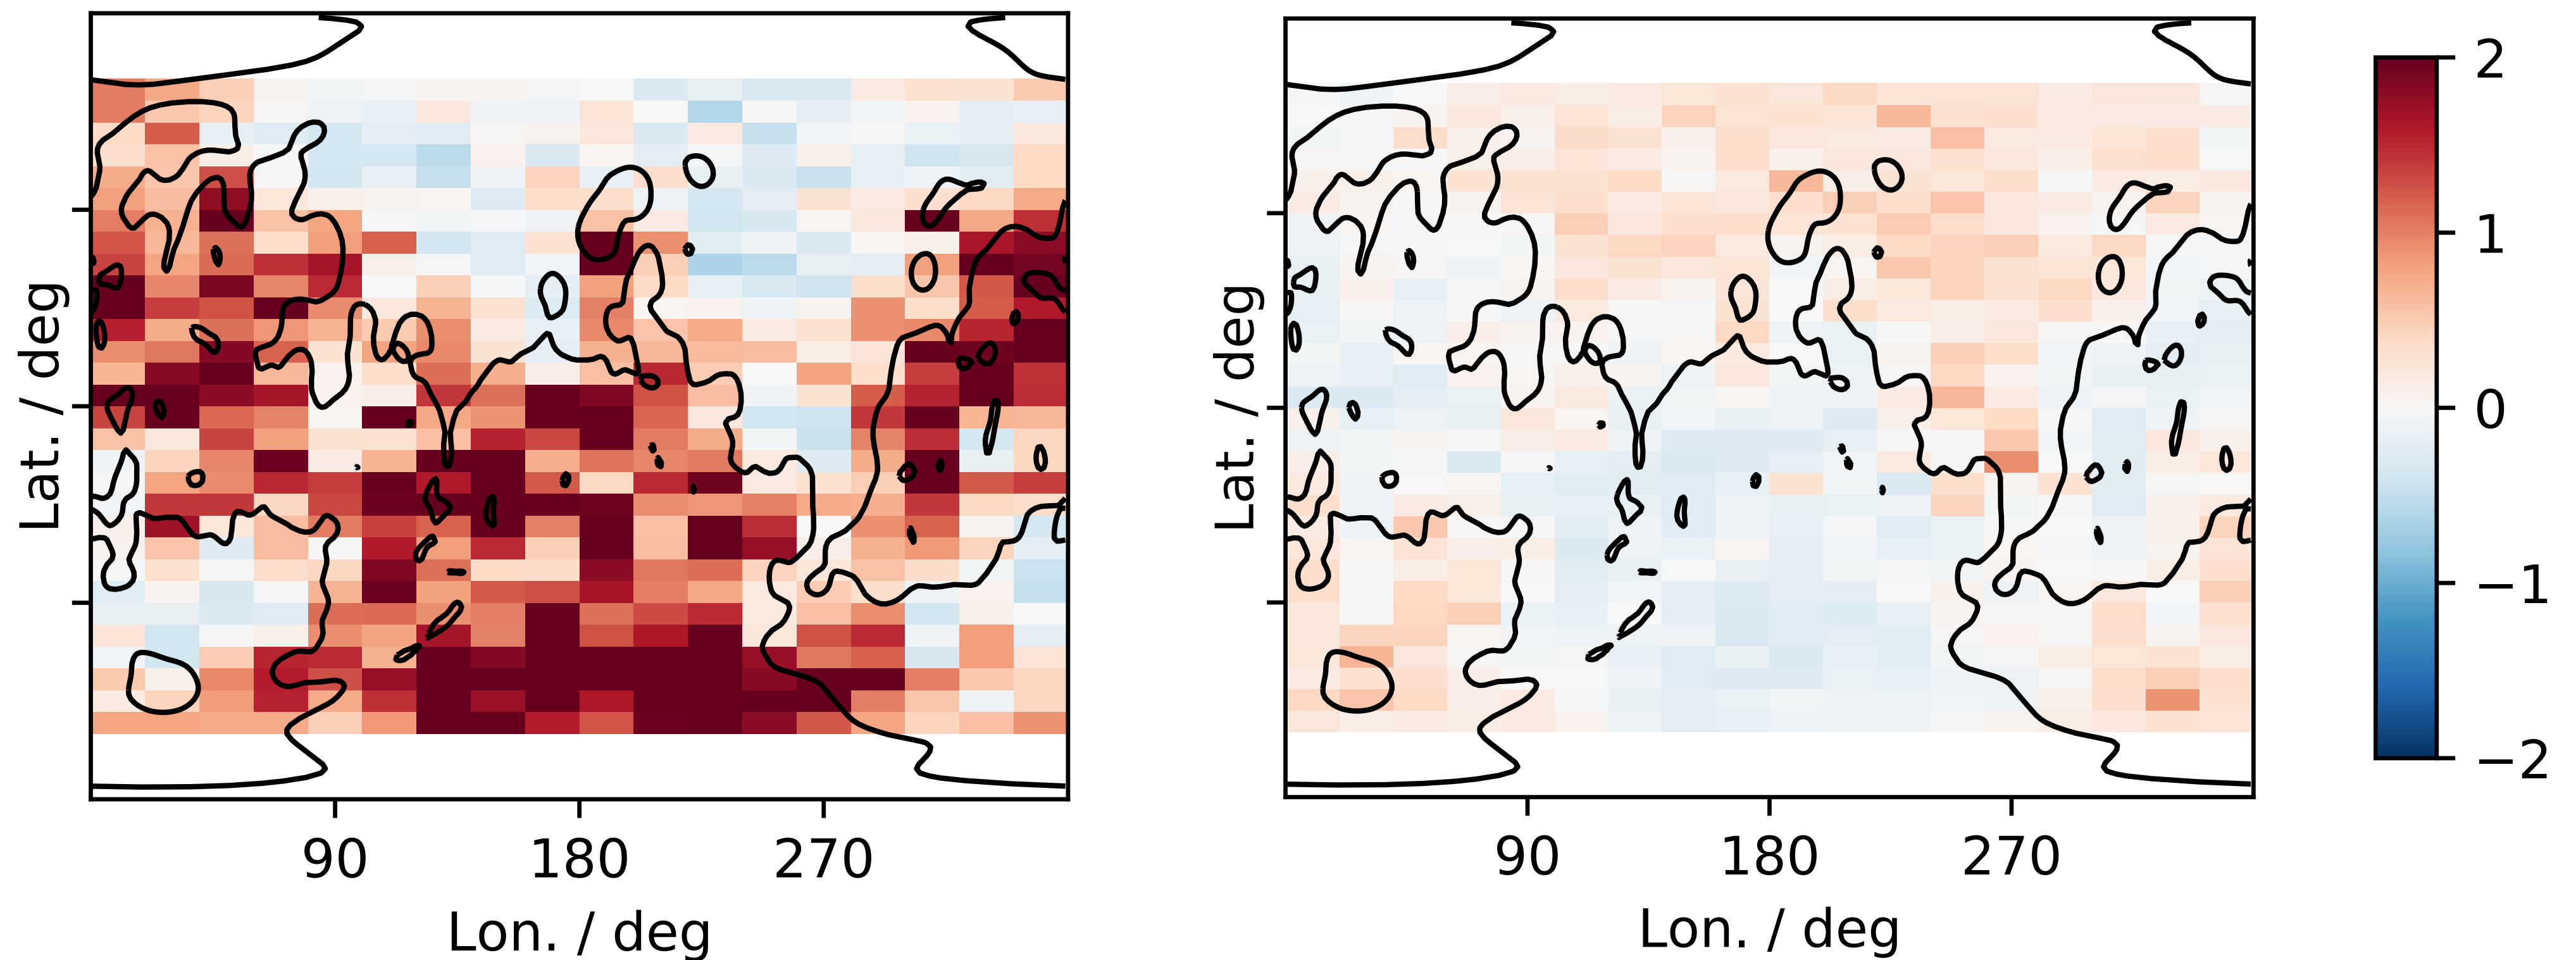 Lat. / deg
90 180 270
Lon. / deg
Lat. / deg
90 180 270
Lon. / deg
2
1
0
−1
−2